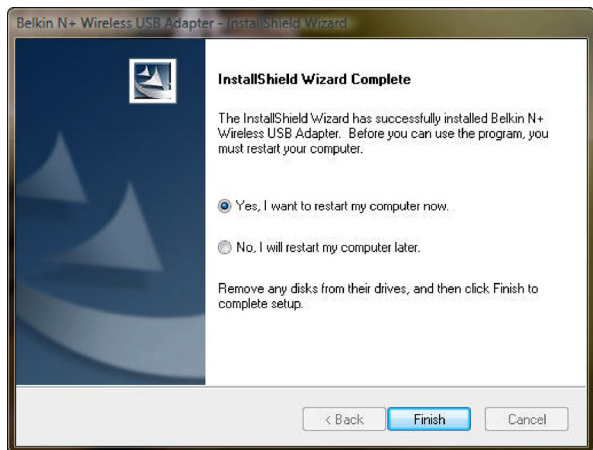 Belkin N+ Wireless USB Adapter - InstallShield Wizard
InstallShield Wizard Complete
The InstallShield Wizard has successfully installed Belkin N+
Wireless USB Adapter. Before you can use the program, you
must restart your computer.
Yes, I want to restart my computer now.
No, I will restart my computer later.
Remove any disks from their drives, and then click Finish to
complete setup.
< Back
Finish
Cancel